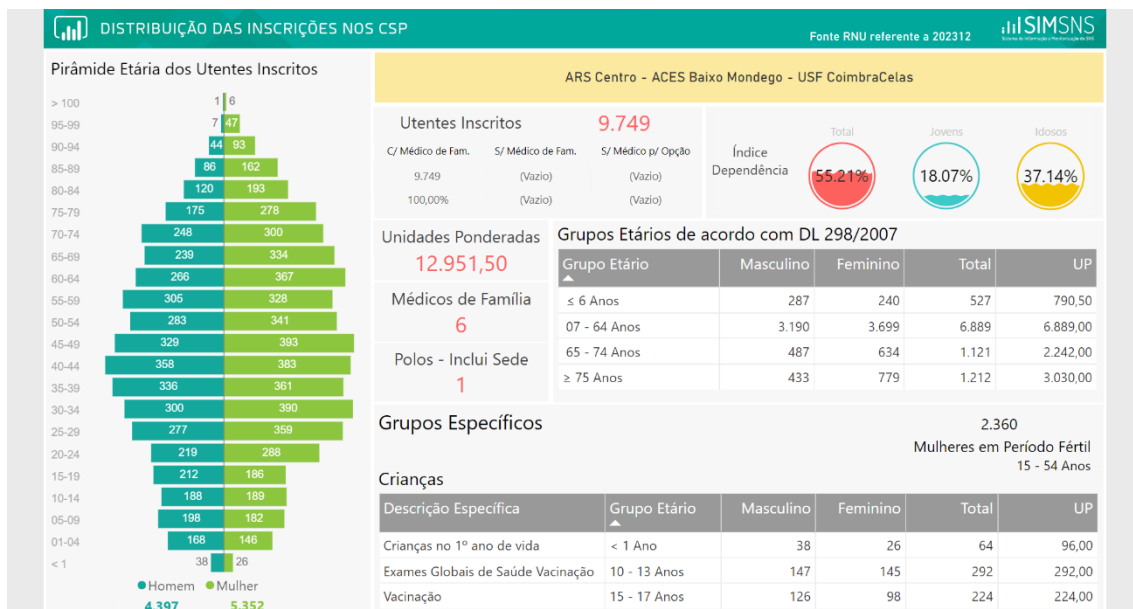 DISTRIBUIÇÃO DAS INSCRIÇÕES NOS CSP
Fonte RNU referente a 202312
SIMSNS
Pirâmide Etária dos Utentes Inscritos
> 100 1 6
95-99 7 47
90-94 44 93
85-89 86 162
80-84 120 193
75-79 175 278
70-74 248 300
65-69 239 334
60-64 266 367
55-59 305 328
50-54 283 341
45-49 329 393
40-44 358 383
35-39 336 361
30-34 300 390
25-29 277 359
20-24 219 288
15-19 212 186
10-14 188 189
05-09 198 182
01-04 168 146
< 1 38 26
Homem Mulher
4.397 5.352
ARS Centro - ACES Baixo Mondego - USF CoimbraCelas
Utentes Inscritos 9.749
C/ Médico de Fam. S/ Médico de Fam. S/ Médico p/ Opção
9.749 (Vazio) (Vazio)
100,00% (Vazio) (Vazio)
Índice Dependência
Total Jovens Idosos
55.21% 18.07% 37.14%
Unidades Ponderadas
12.951,50
Médicos de Família
6
Polos - Inclui Sede
1
Grupos Etários de acordo com DL 298/2007
Grupo Etário Masculino Feminino Total UP
≤ 6 Anos 287 240 527 790,50
07 - 64 Anos 3.190 3.699 6.889 6.889,00
65 - 74 Anos 487 634 1.121 2.242,00
≥ 75 Anos 433 779 1.212 3.030,00
Grupos Específicos
2.360
Mulheres em Período Fértil
15 - 54 Anos
Crianças
Descrição Específica Grupo Etário Masculino Feminino Total UP
Crianças no 1º ano de vida < 1 Ano 38 26 64 96,00
Exames Globais de Saúde Vacinação 10 - 13 Anos 147 145 292 292,00
Vacinação 15 - 17 Anos 126 98 224 224,00